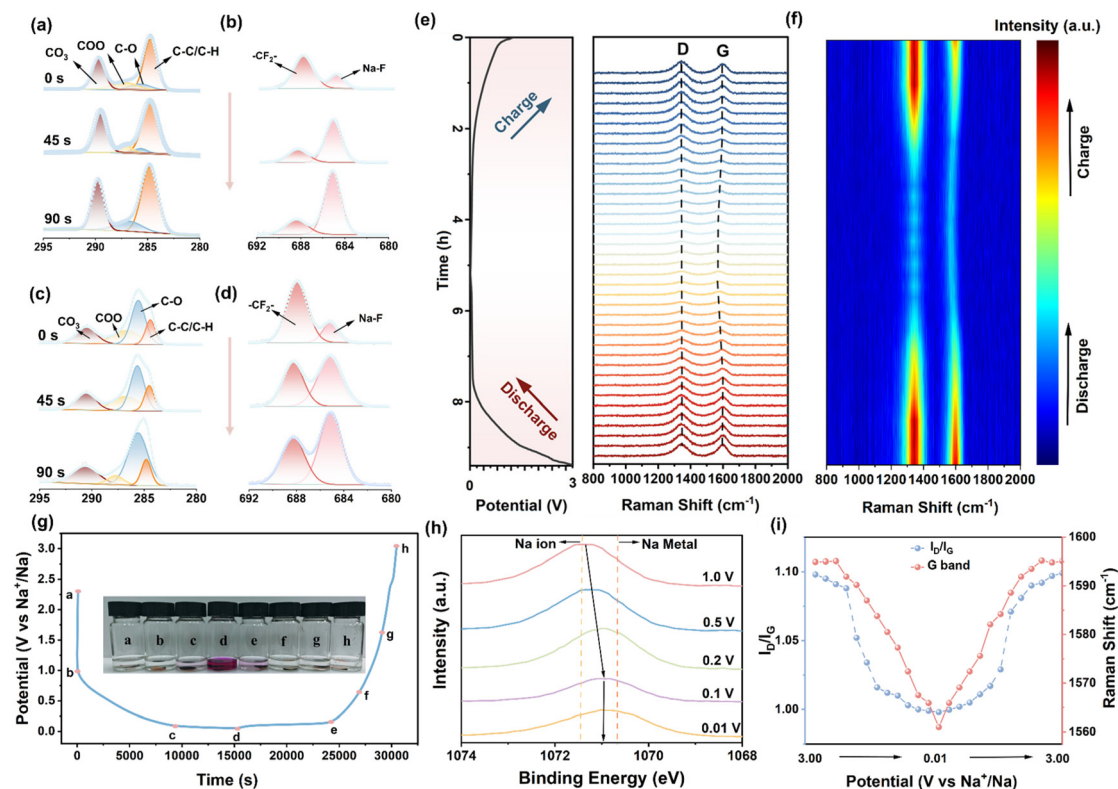 (a)
CO3
COO
C-O
C-C/C-H
0 s
45 s
90 s
295 290 285 280
(b)
-CF2-
Na-F
692 688 684 680
(c)
CO3
COO
C-O
C-C/C-H
0 s
45 s
90 s
295 290 285 280
(d)
-CF2-
Na-F
692 688 684 680
(e)
Time (h)
0
2
4
6
8
Charge
Discharge
0 3
Potential (V)
D G
800 1000 1200 1400 1600 1800 2000
Raman Shift (cm-1)
(f)
Intensity (a.u.)
Charge
Discharge
800 1000 1200 1400 1600 1800 2000
Raman Shift (cm-1)
(g)
Potential (V vs Na+/Na)
3.0
2.5
2.0
1.5
1.0
0.5
0.0
a
b
c
d
e
f
g
h
a b c d e f g h
0 5000 10000 15000 20000 25000 30000
Time (s)
(h)
Intensity (a.u.)
Na ion
Na Metal
1.0 V
0.5 V
0.2 V
0.1 V
0.01 V
1074 1072 1070 1068
Binding Energy (eV)
(i)
ID/IG
G band
ID/IG
1.10
1.05
1.00
Raman Shift (cm-1)
1600
1590
1580
1570
1560
3.00 0.01 3.00
Potential (V vs Na+/Na)